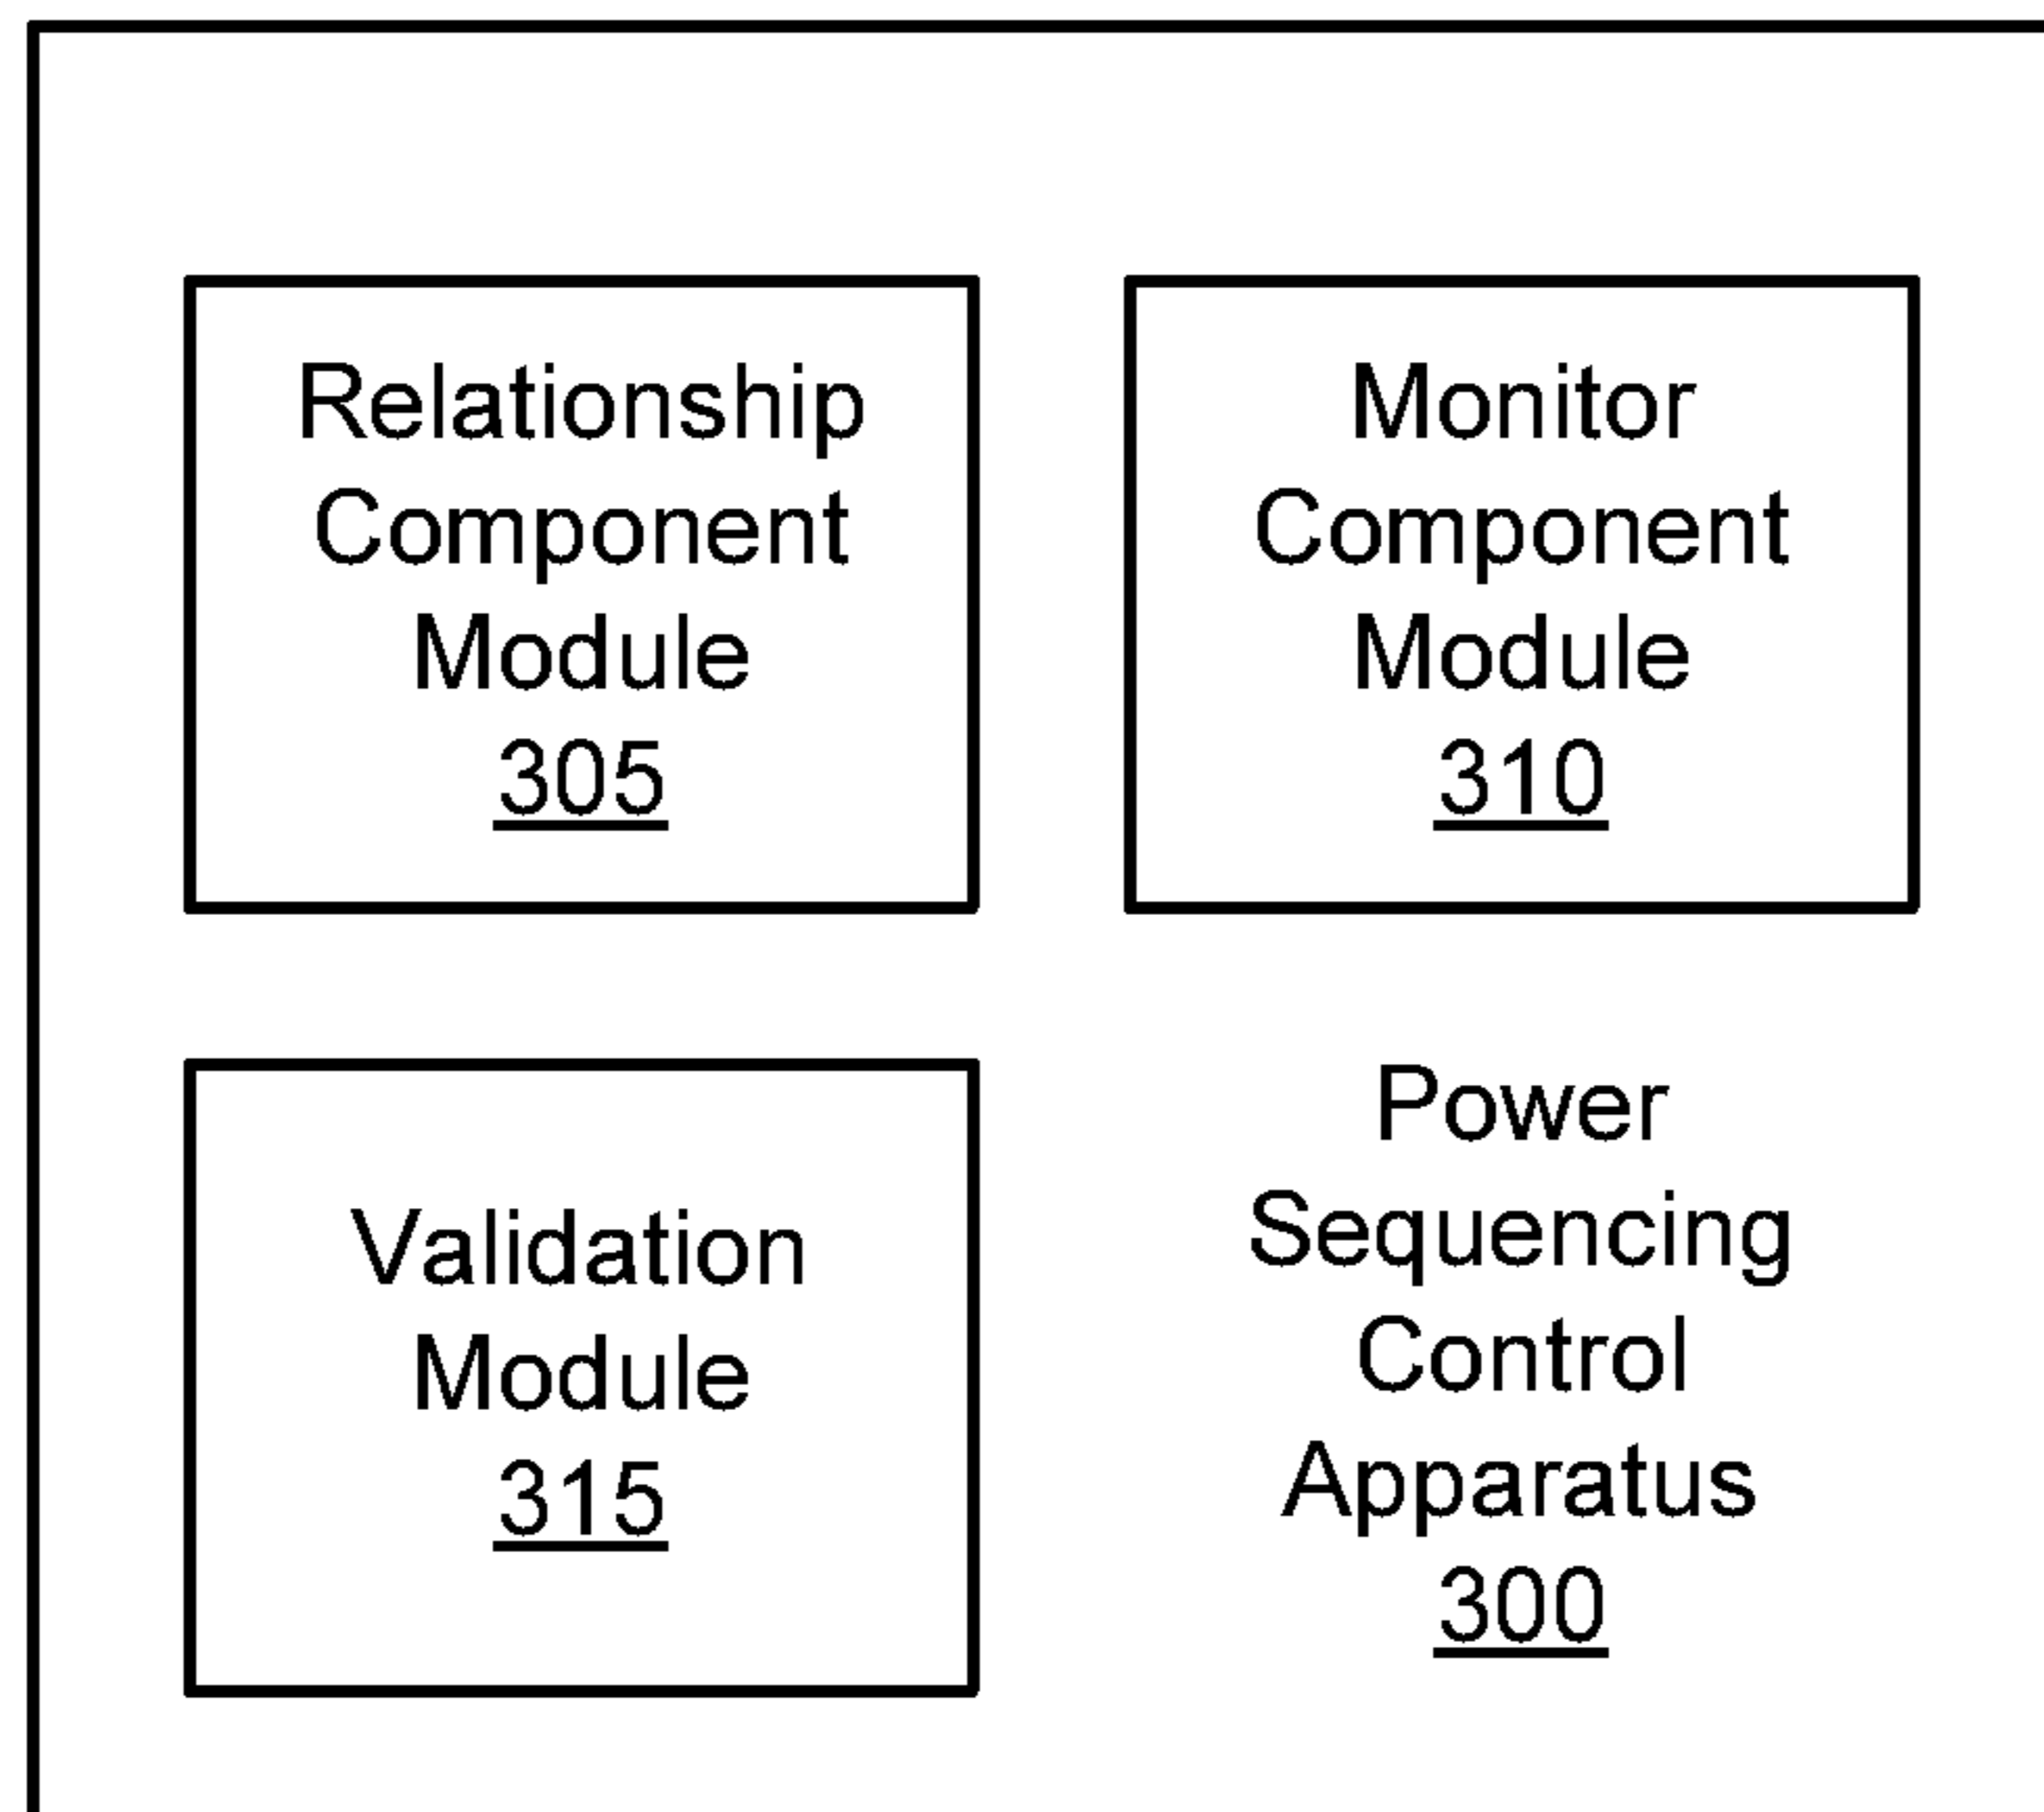 Relationship
Component
Module
305
Monitor
Component
Module
310
Validation
Module
315
Power
Sequencing
Control
Apparatus
300